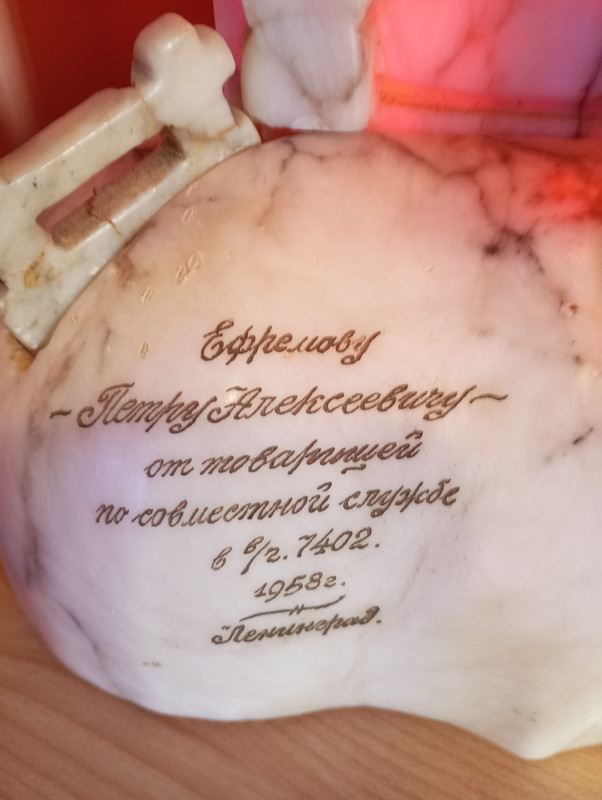 Ефремову
~ Петру Алексеевичу ~
от товарищей
по совместной службе
в в/г. 7402.
1958г.
Ленинград.